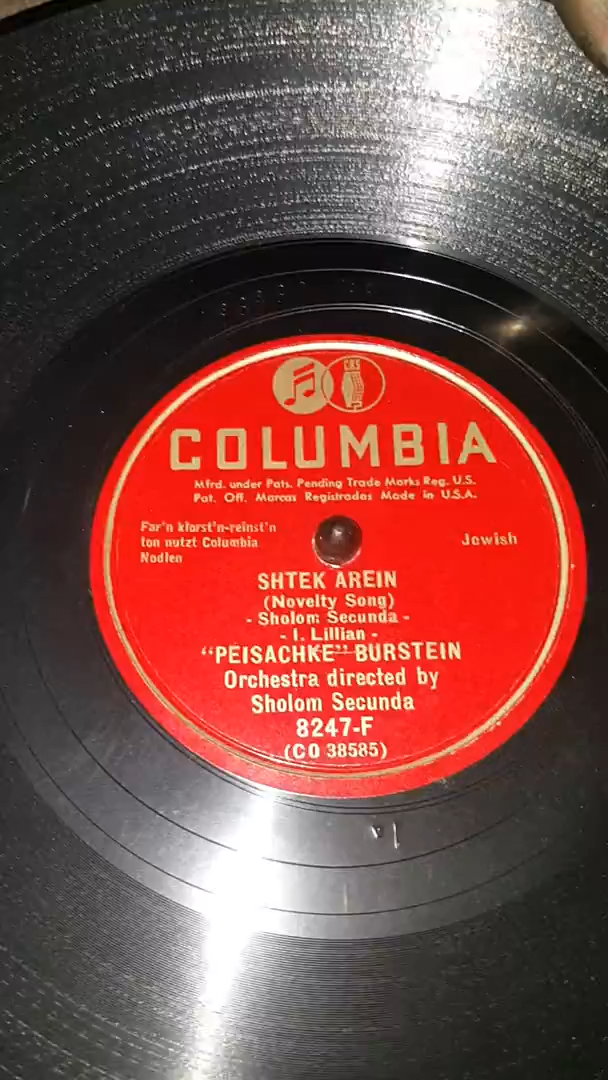 CBS
COLUMBIA
Mfrd. under Pats. Pending Trade Marks Reg. U.S.
Pat. Off. Marcas Registradas Made in U.S.A.
Far'n klorst'n-reinst'n
ton nutzt Columbia
Nodlen
Jewish
SHTEK AREIN
(Novelty Song)
- Sholom Secunda -
- I. Lillian -
"PEISACHKE" BURSTEIN
Orchestra directed by
Sholom Secunda
8247-F
(CO 38585)